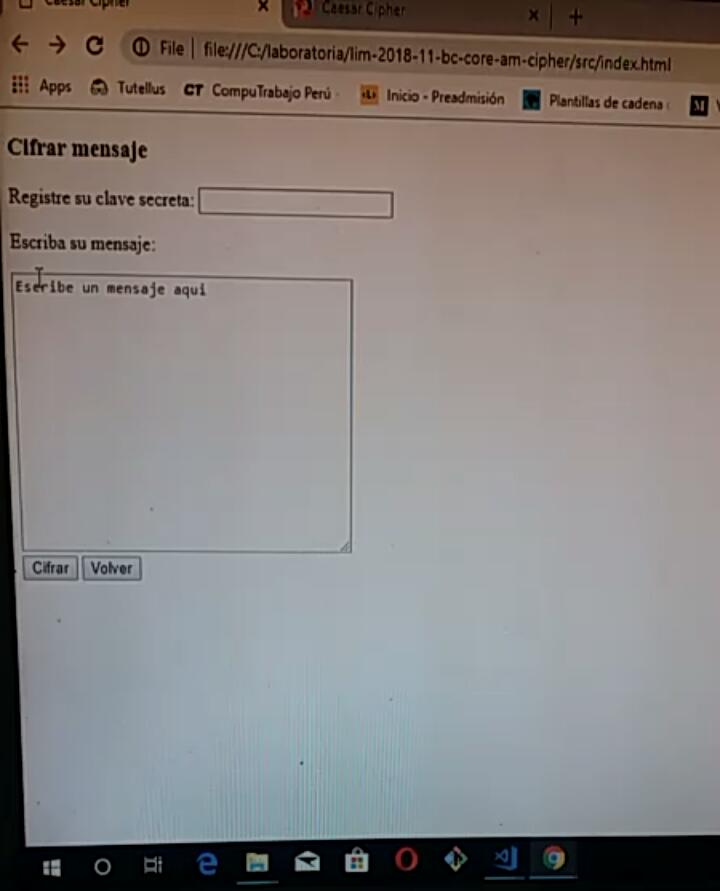 Caesar Cipher
Caesar Cipher
File | file:///C:/laboratoria/lim-2018-11-bc-core-am-cipher/src/index.html
Apps Tutellus CT CompuTrabajo Perú Inicio - Preadmisión Plantillas de cadena M
Cifrar mensaje
Registre su clave secreta:
Escriba su mensaje:
Escribe un mensaje aqui
Cifrar Volver